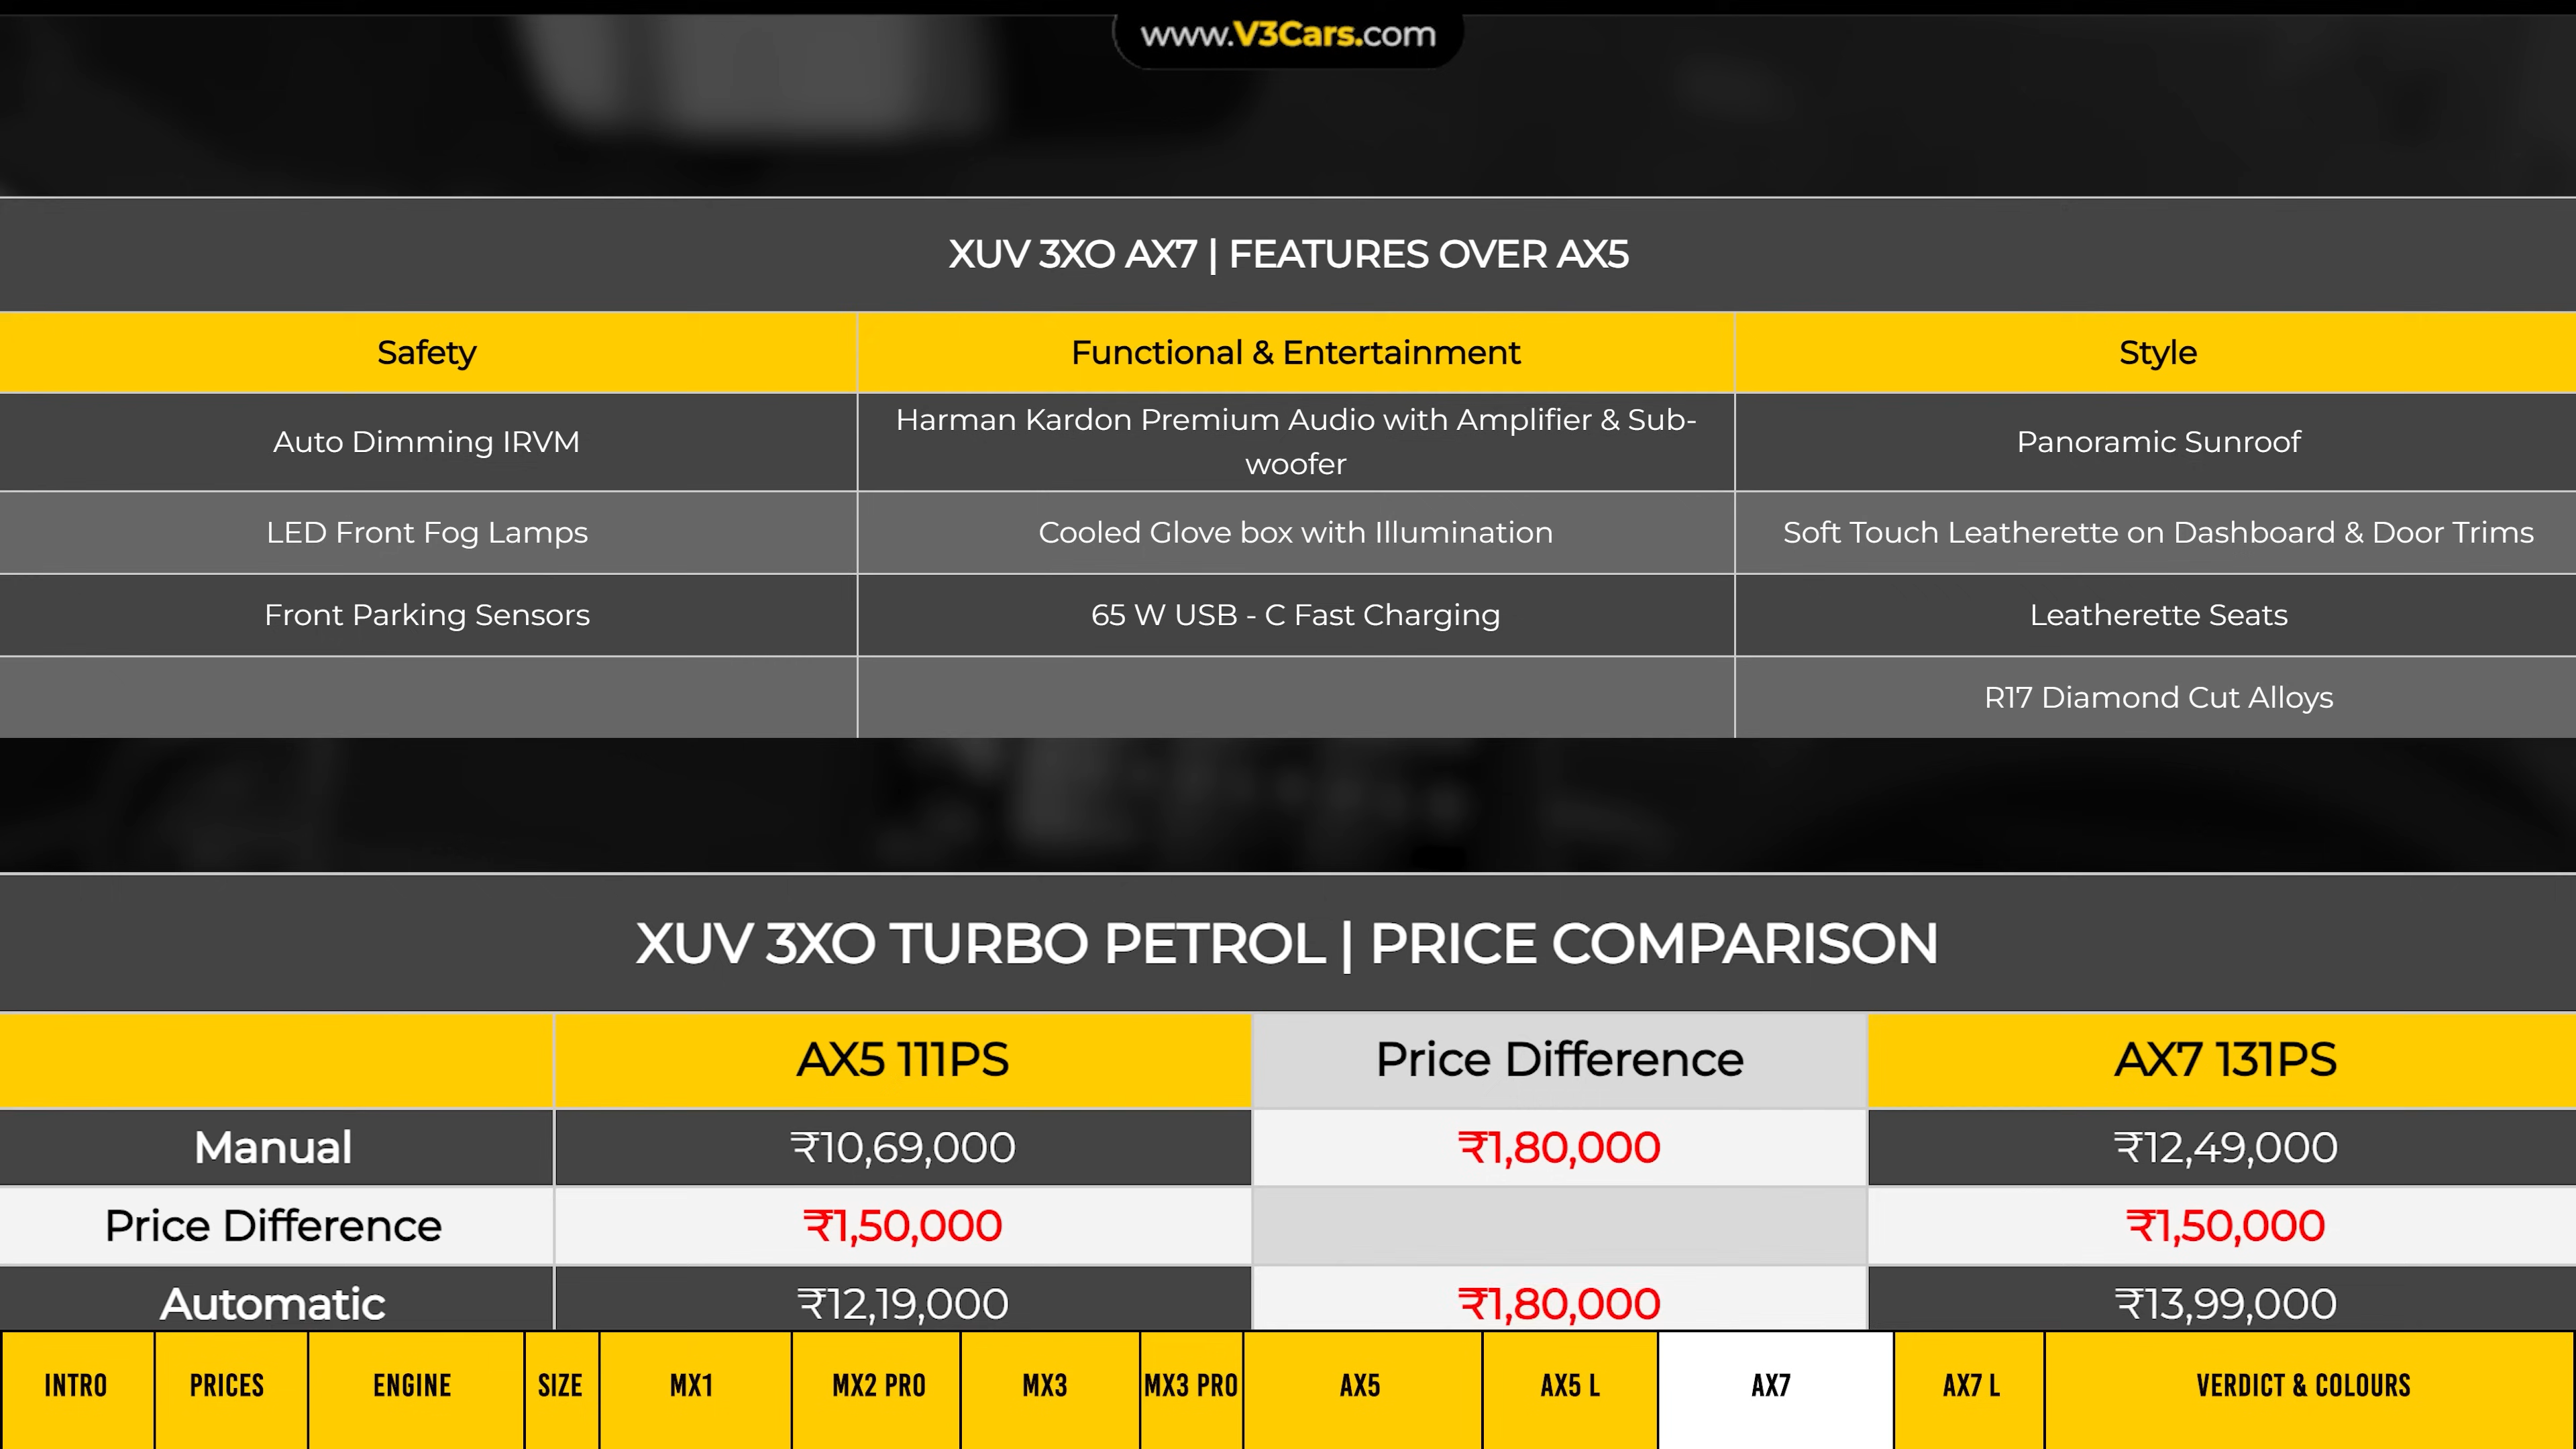 www.V3Cars.com
XUV 3XO AX7 | FEATURES OVER AX5
Safety
Functional & Entertainment
Style
Auto Dimming IRVM
Harman Kardon Premium Audio with Amplifier & Sub-
woofer
Panoramic Sunroof
LED Front Fog Lamps
Cooled Glove box with Illumination
Soft Touch Leatherette on Dashboard & Door Trims
Front Parking Sensors
65 W USB - C Fast Charging
Leatherette Seats
R17 Diamond Cut Alloys
XUV 3XO TURBO PETROL | PRICE COMPARISON
AX5 111PS
Price Difference
AX7 131PS
Manual
₹10,69,000
₹1,80,000
₹12,49,000
Price Difference
₹1,50,000
₹1,50,000
Automatic
₹12,19,000
₹1,80,000
₹13,99,000
INTRO
PRICES
ENGINE
SIZE
MX1
MX2 PRO
MX3
MX3 PRO
AX5
AX5 L
AX7
AX7 L
VERDICT & COLOURS